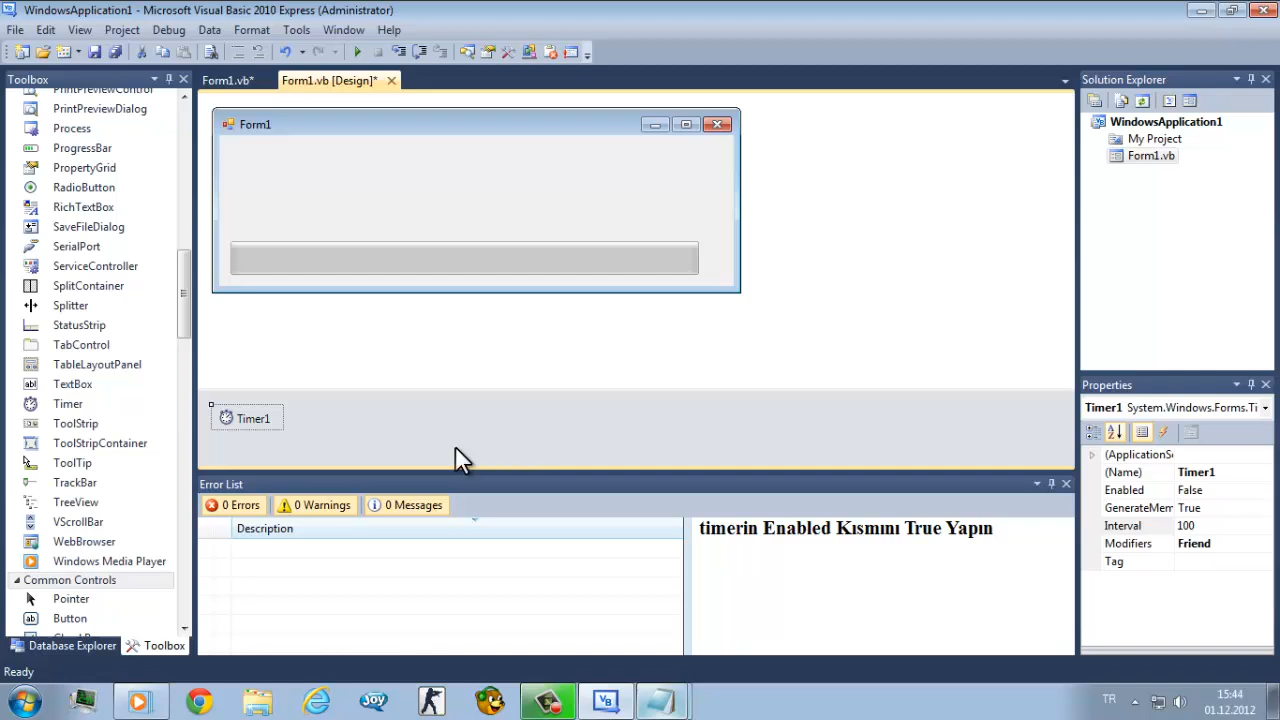 WindowsApplication1 - Microsoft Visual Basic 2010 Express (Administrator)
File Edit View Project Debug Data Format Tools Window Help
Toolbox
PrintPreviewControl
PrintPreviewDialog
Process
ProgressBar
PropertyGrid
RadioButton
RichTextBox
SaveFileDialog
SerialPort
ServiceController
SplitContainer
Splitter
StatusStrip
TabControl
TableLayoutPanel
TextBox
Timer
ToolStrip
ToolStripContainer
ToolTip
TrackBar
TreeView
VScrollBar
WebBrowser
Windows Media Player
Common Controls
Pointer
Button
Database Explorer Toolbox
Form1.vb* Form1.vb [Design]*
Form1
Timer1
Error List
0 Errors 0 Warnings 0 Messages
Description
timerin Enabled Kısmını True Yapın
Solution Explorer
WindowsApplication1
My Project
Form1.vb
Properties
Timer1 System.Windows.Forms.Ti
(ApplicationSe
(Name) Timer1
Enabled False
GenerateMem True
Interval 100
Modifiers Friend
Tag
Ready
Joy
VB
TR
15:44
01.12.2012